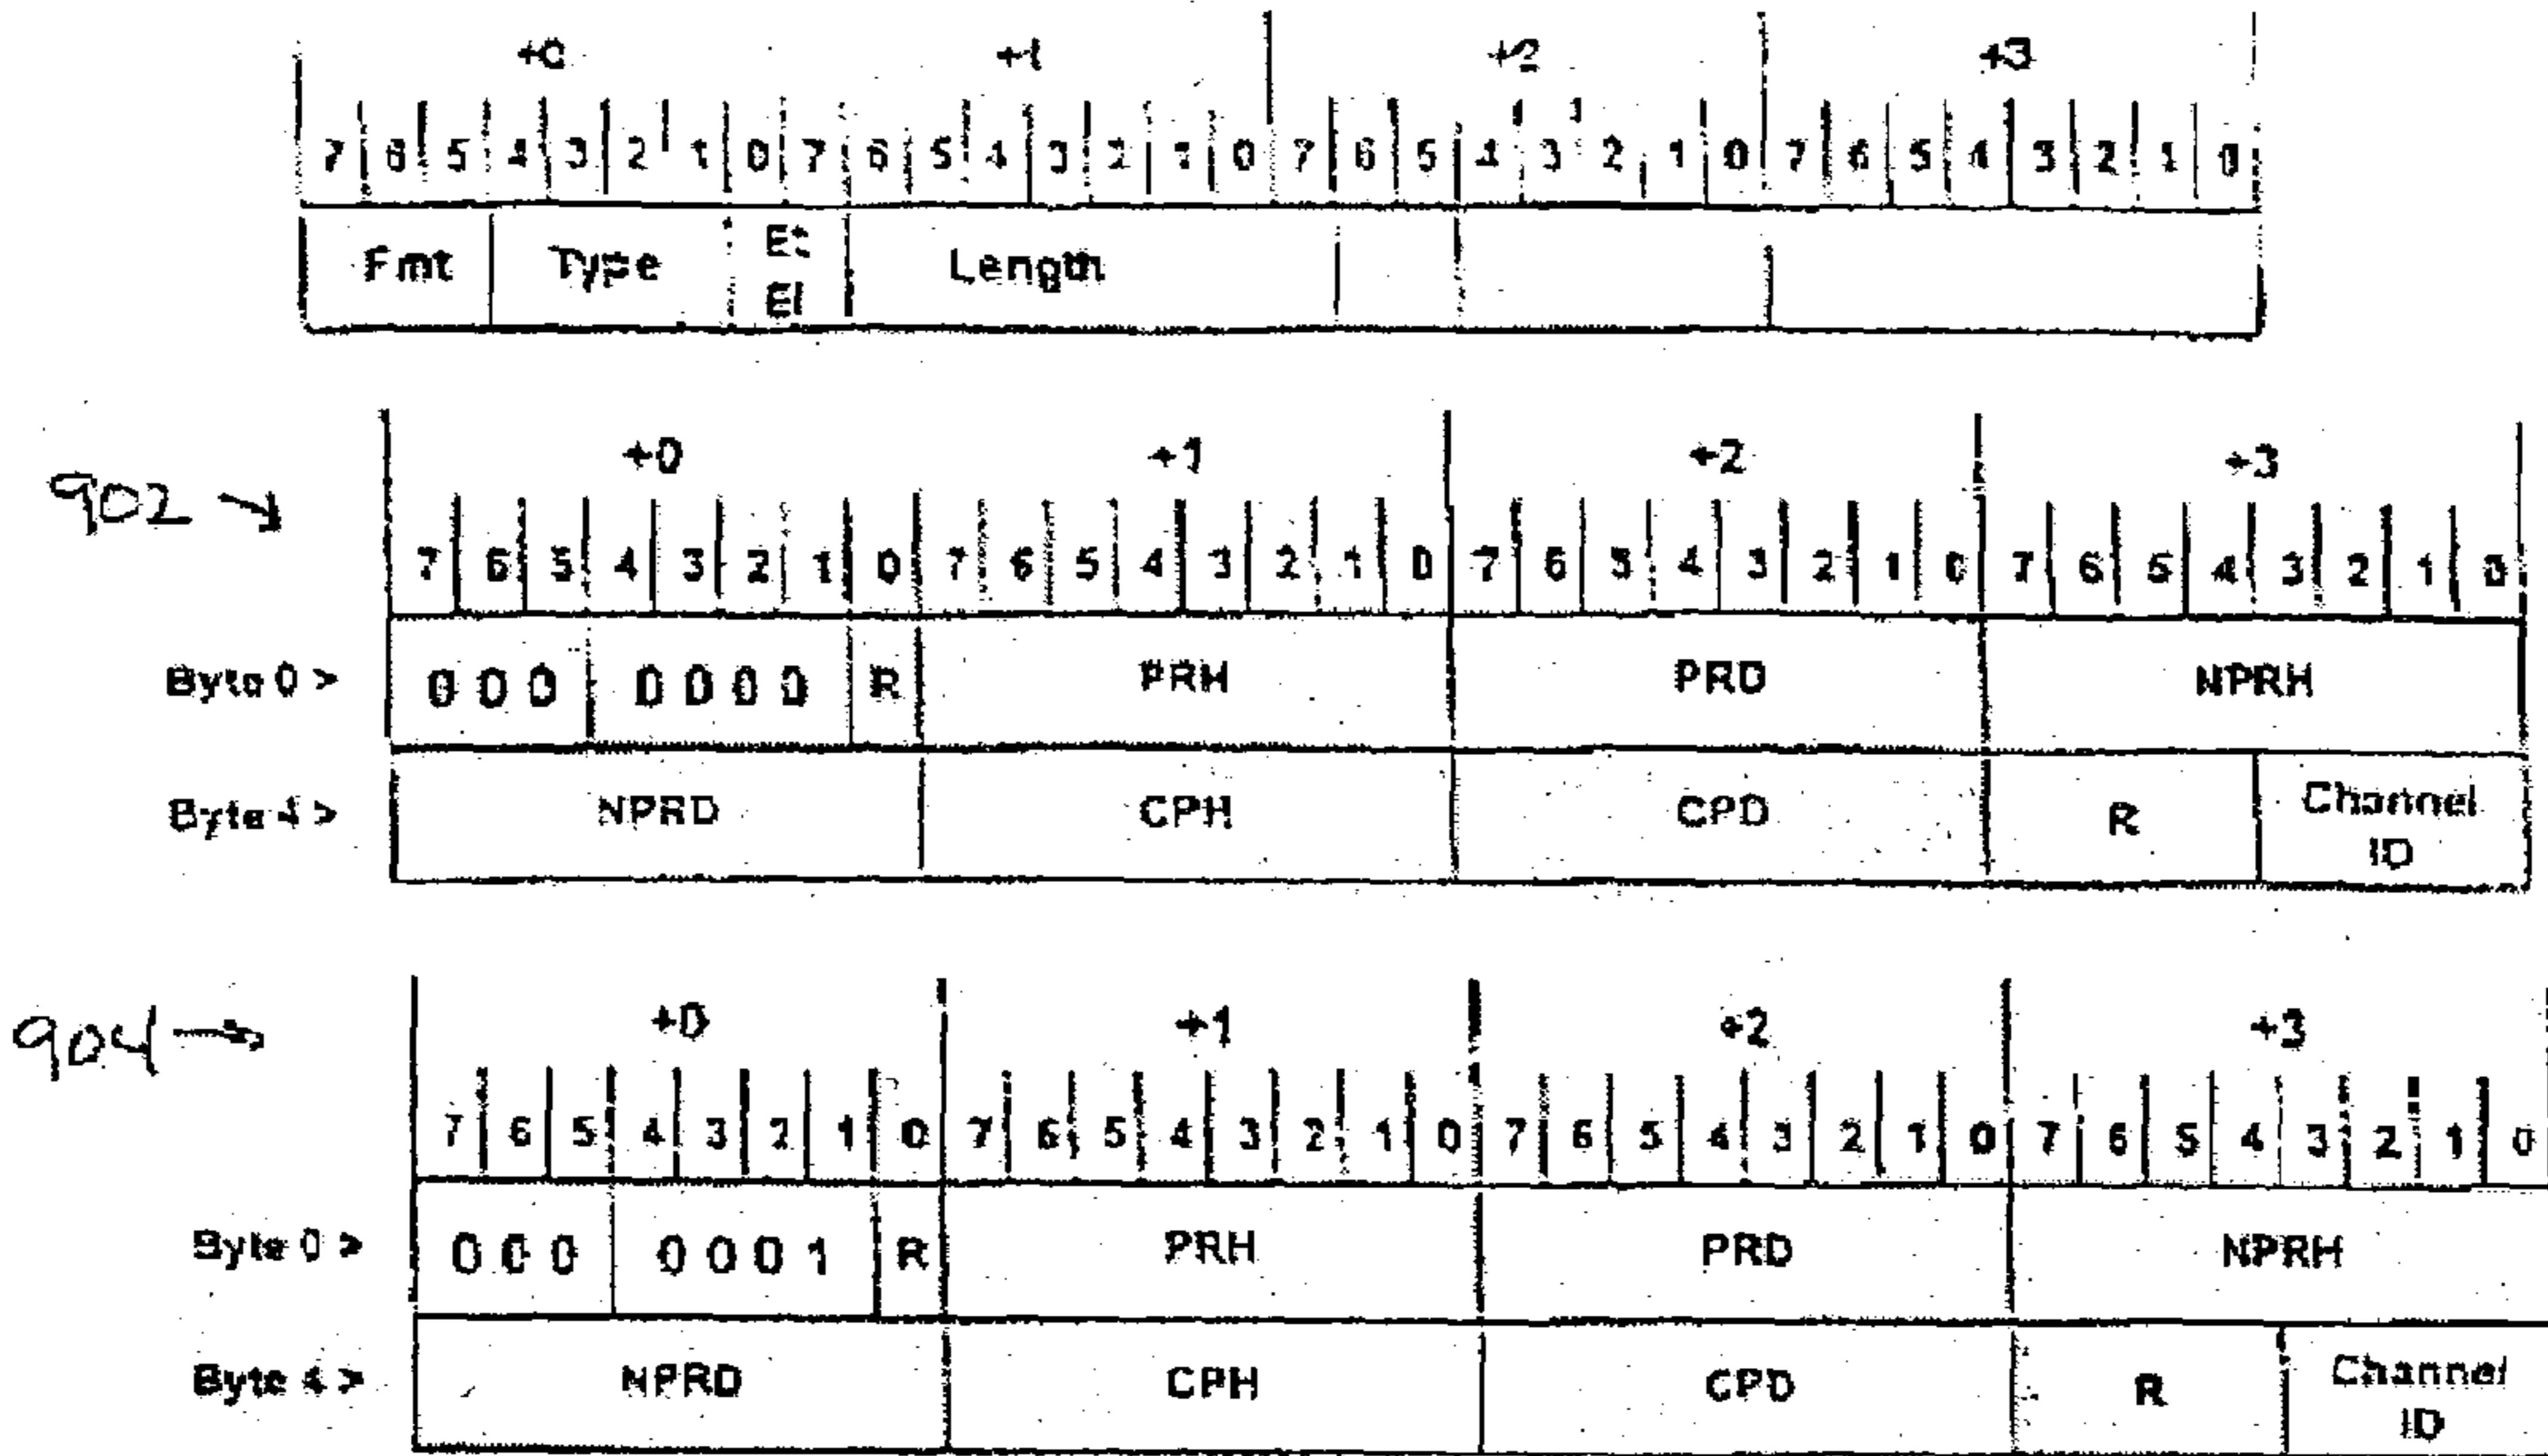 +0 +1 +2 +3
7 6 5 4 3 2 1 0 7 6 5 4 3 2 1 0 7 6 5 4 3 2 1 0 7 6 5 4 3 2 1 0
Fmt Type Et Length
El
902
+0 +1 +2 +3
7 6 5 4 3 2 1 0 7 6 5 4 3 2 1 0 7 6 5 4 3 2 1 0 7 6 5 4 3 2 1 0
Byte 0 > 0 0 0 0 0 0 0 R PRH PRD NPRH
Byte 4 > NPRD CPH CPD R Channel
ID
904
+0 +1 +2 +3
7 6 5 4 3 2 1 0 7 6 5 4 3 2 1 0 7 6 5 4 3 2 1 0 7 6 5 4 3 2 1 0
Byte 0 > 0 0 0 0 0 0 1 R PRH PRD NPRH
Byte 4 > NPRD CPH CPD R Channel
ID